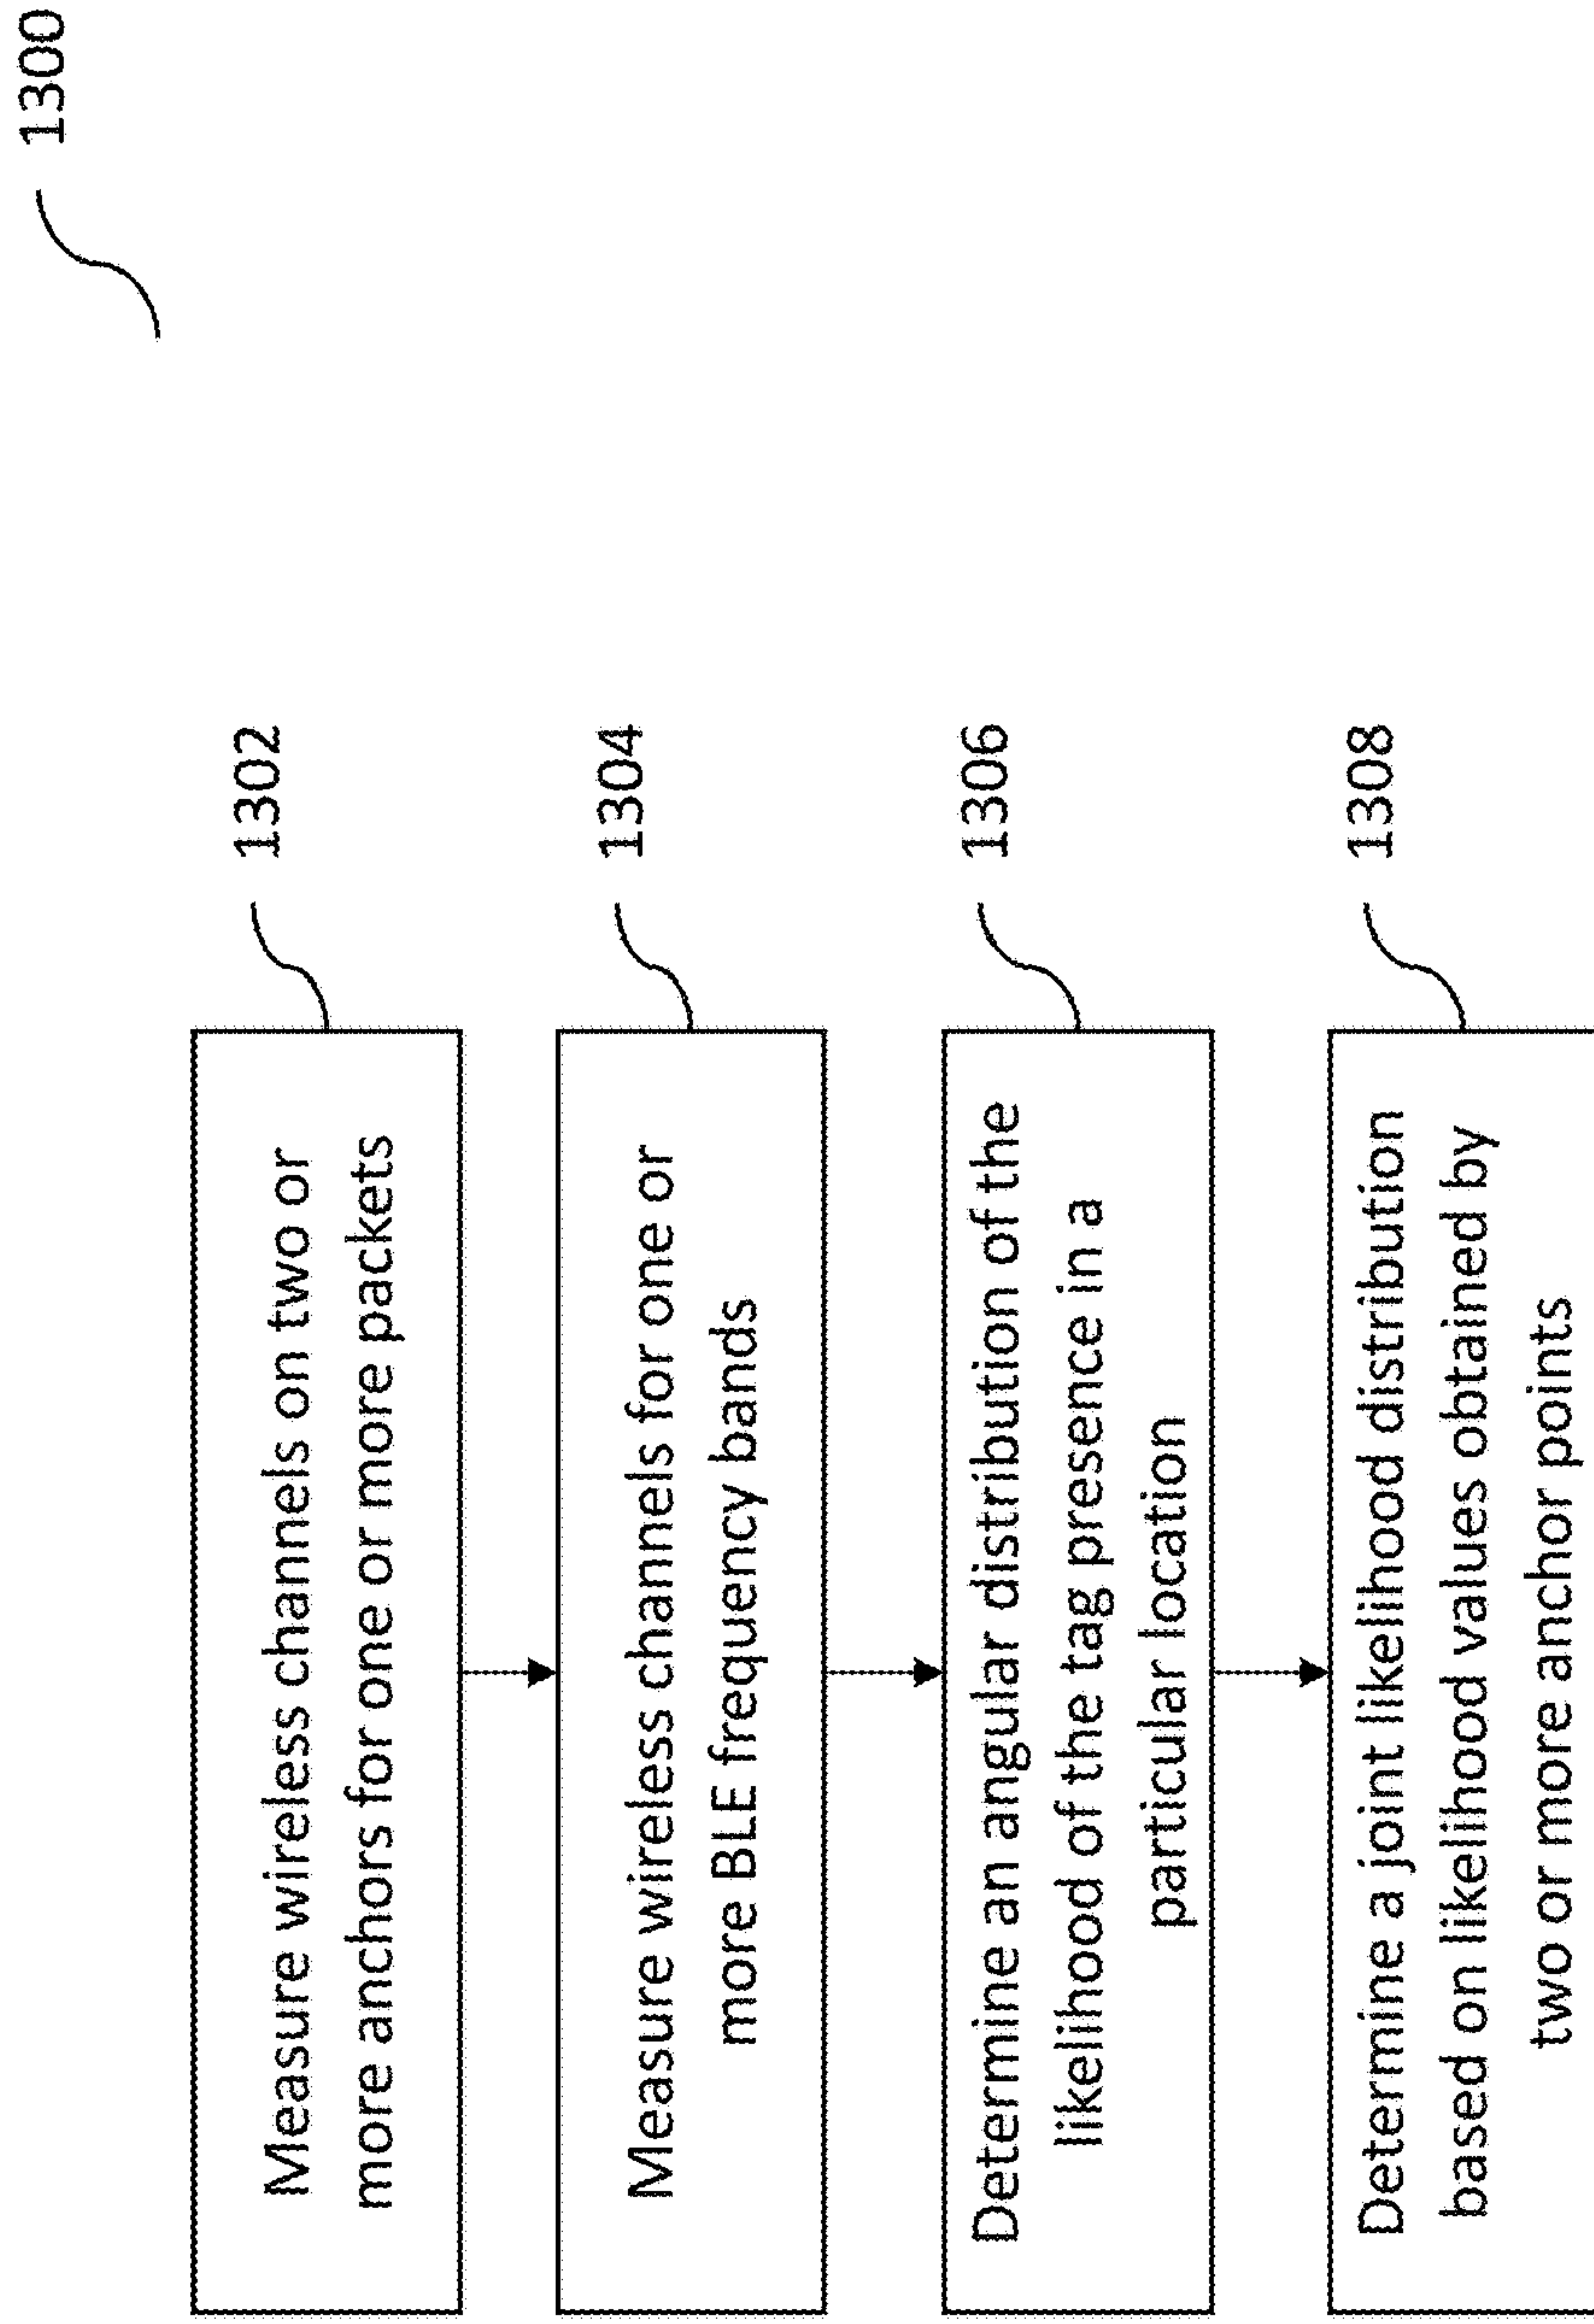 1300
Measure wireless channels on two or
more anchors for one or more packets
1302
Measure wireless channels for one or
more BLE frequency bands
1304
Determine an angular distribution of the
likelihood of the tag presence in a
particular location
1306
Determine a joint likelihood distribution
based on likelihood values obtained by
two or more anchor points
1308